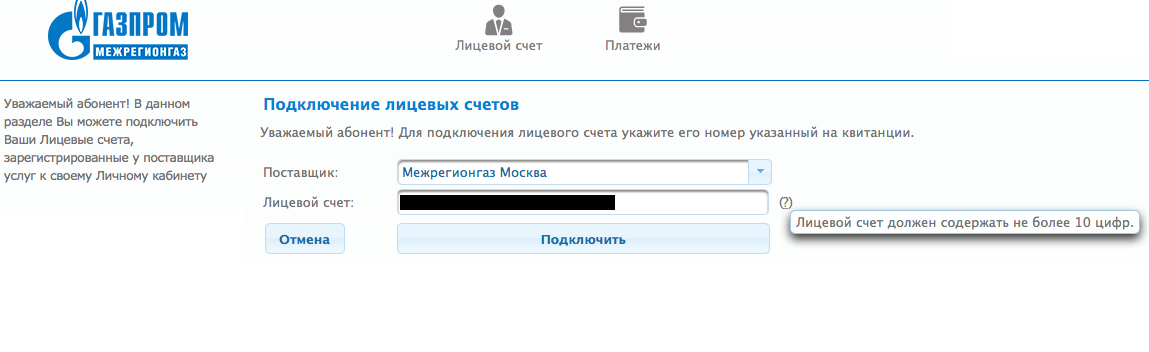 ГАЗПРОМ
МЕЖРЕГИОНГАЗ
Лицевой счет
Платежи
Уважаемый абонент! В данном
разделе Вы можете подключить
Ваши Лицевые счета,
зарегистрированные у поставщика
услуг к своему Личному кабинету
Подключение лицевых счетов
Уважаемый абонент! Для подключения лицевого счета укажите его номер указанный на квитанции.
Поставщик:
Межрегионгаз Москва
Лицевой счет:
(?)
Лицевой счет должен содержать не более 10 цифр.
Отмена
Подключить